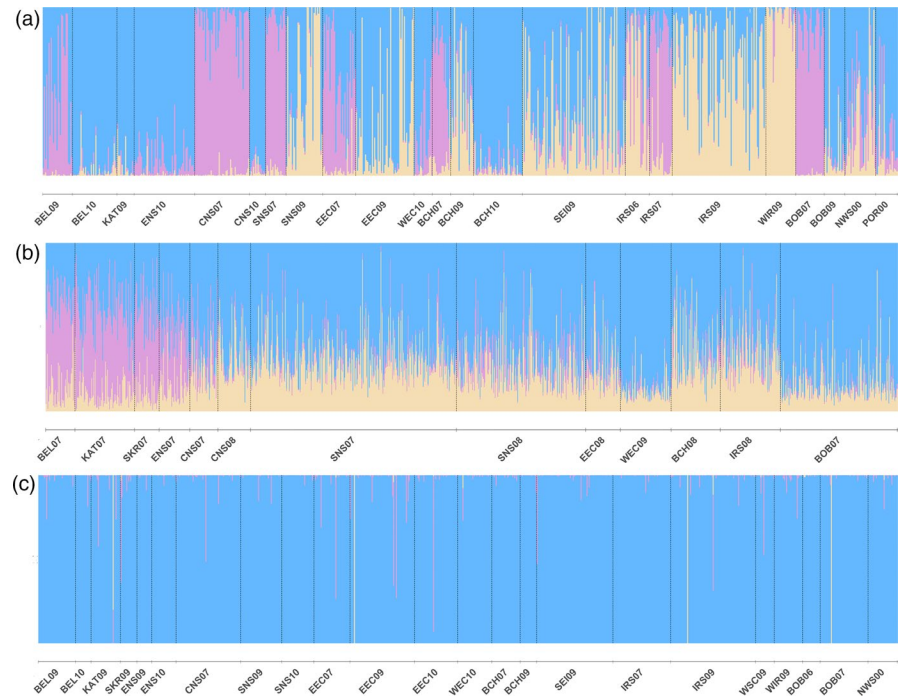 (a)
BEL09 BEL10 KAT09 ENS10 CNS07 CNS10 SNS07 SNS09 EEC07 EEC09 WEC10 BCH07 BCH09 BCH10 SEI09 IRS06 IRS07 IRS09 WIR09 BOB07 BOB09 NWS00 POR00
(b)
BEL07 KAT07 SKR07 ENS07 CNS07 CNS08 SNS07 SNS08 EEC08 WEC09 BCH08 IRS08 BOB07
(c)
BEL09 BEL10 KAT09 SKR09 ENS09 ENS10 CNS07 SNS09 SNS10 EEC07 EEC09 EEC10 WEC10 BCH07 BCH09 SEI09 IRS07 IRS09 WSC09 WIR09 BOB06 BOB07 NWS00